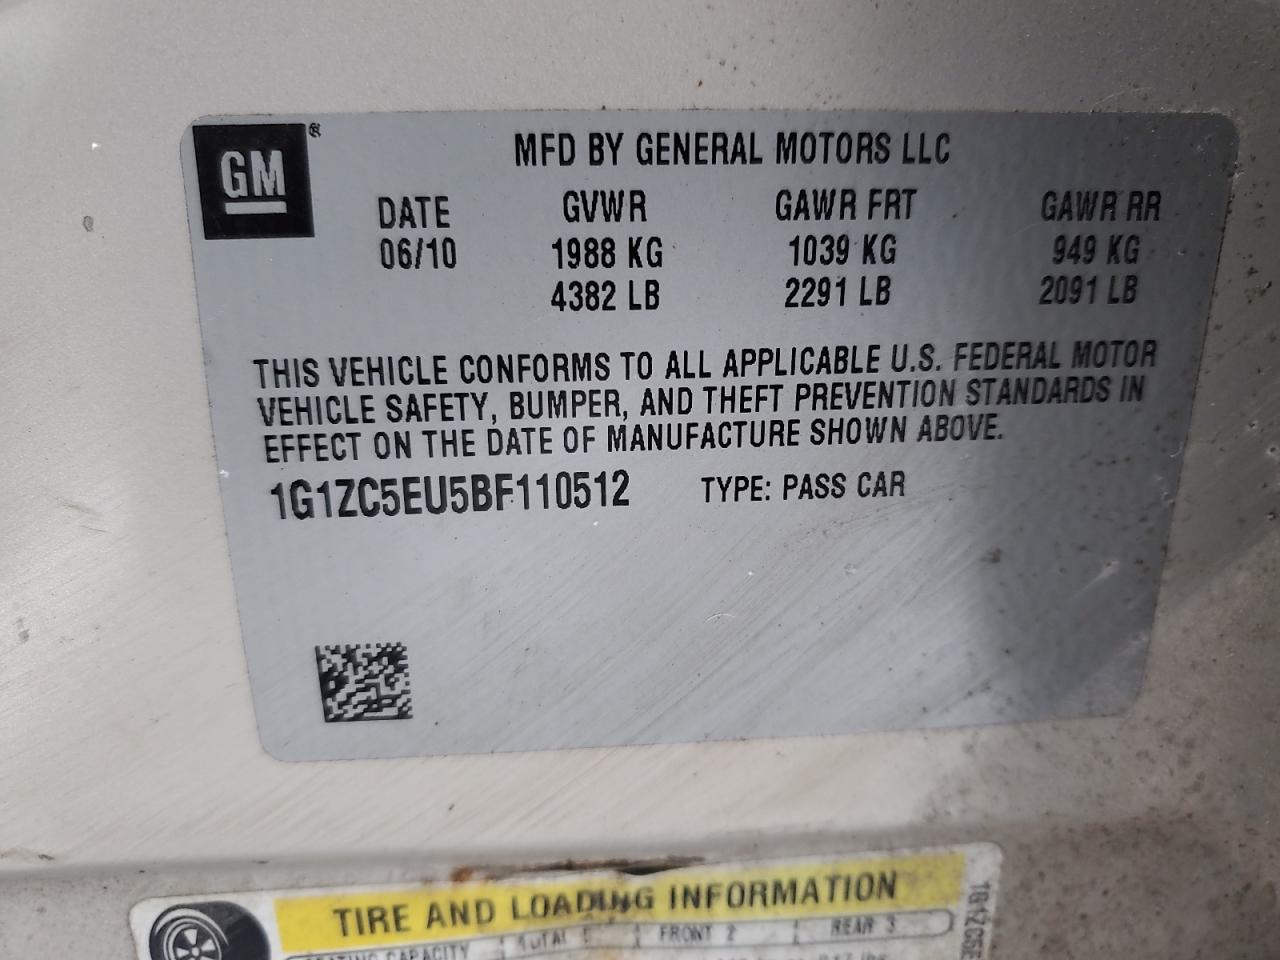 GM ®
MFD BY GENERAL MOTORS LLC
DATE GVWR GAWR FRT GAWR RR
06/10 1988 KG 1039 KG 949 KG
4382 LB 2291 LB 2091 LB
THIS VEHICLE CONFORMS TO ALL APPLICABLE U.S. FEDERAL MOTOR
VEHICLE SAFETY, BUMPER, AND THEFT PREVENTION STANDARDS IN
EFFECT ON THE DATE OF MANUFACTURE SHOWN ABOVE.
1G1ZC5EU5BF110512 TYPE: PASS CAR
TIRE AND LOADING INFORMATION
CAPACITY TOTAL FRONT 2 REAR 3